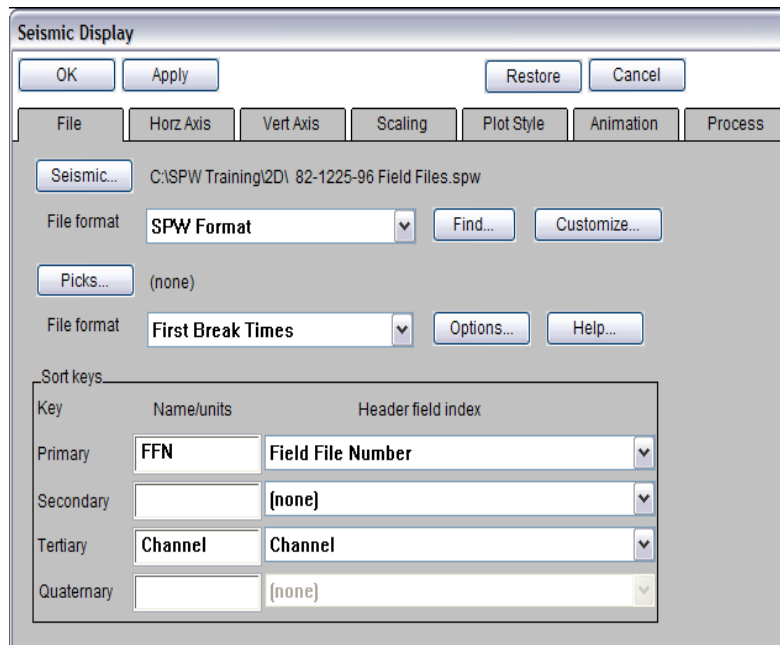 Seismic Display
OK Apply Restore Cancel
File Horz Axis Vert Axis Scaling Plot Style Animation Process
Seismic... C:\SPW Training\2D\ 82-1225-96 Field Files.spw
File format SPW Format Find... Customize...
Picks... (none)
File format First Break Times Options... Help...
Sort keys
Key Name/units Header field index
Primary FFN Field File Number
Secondary (none)
Tertiary Channel Channel
Quaternary (none)